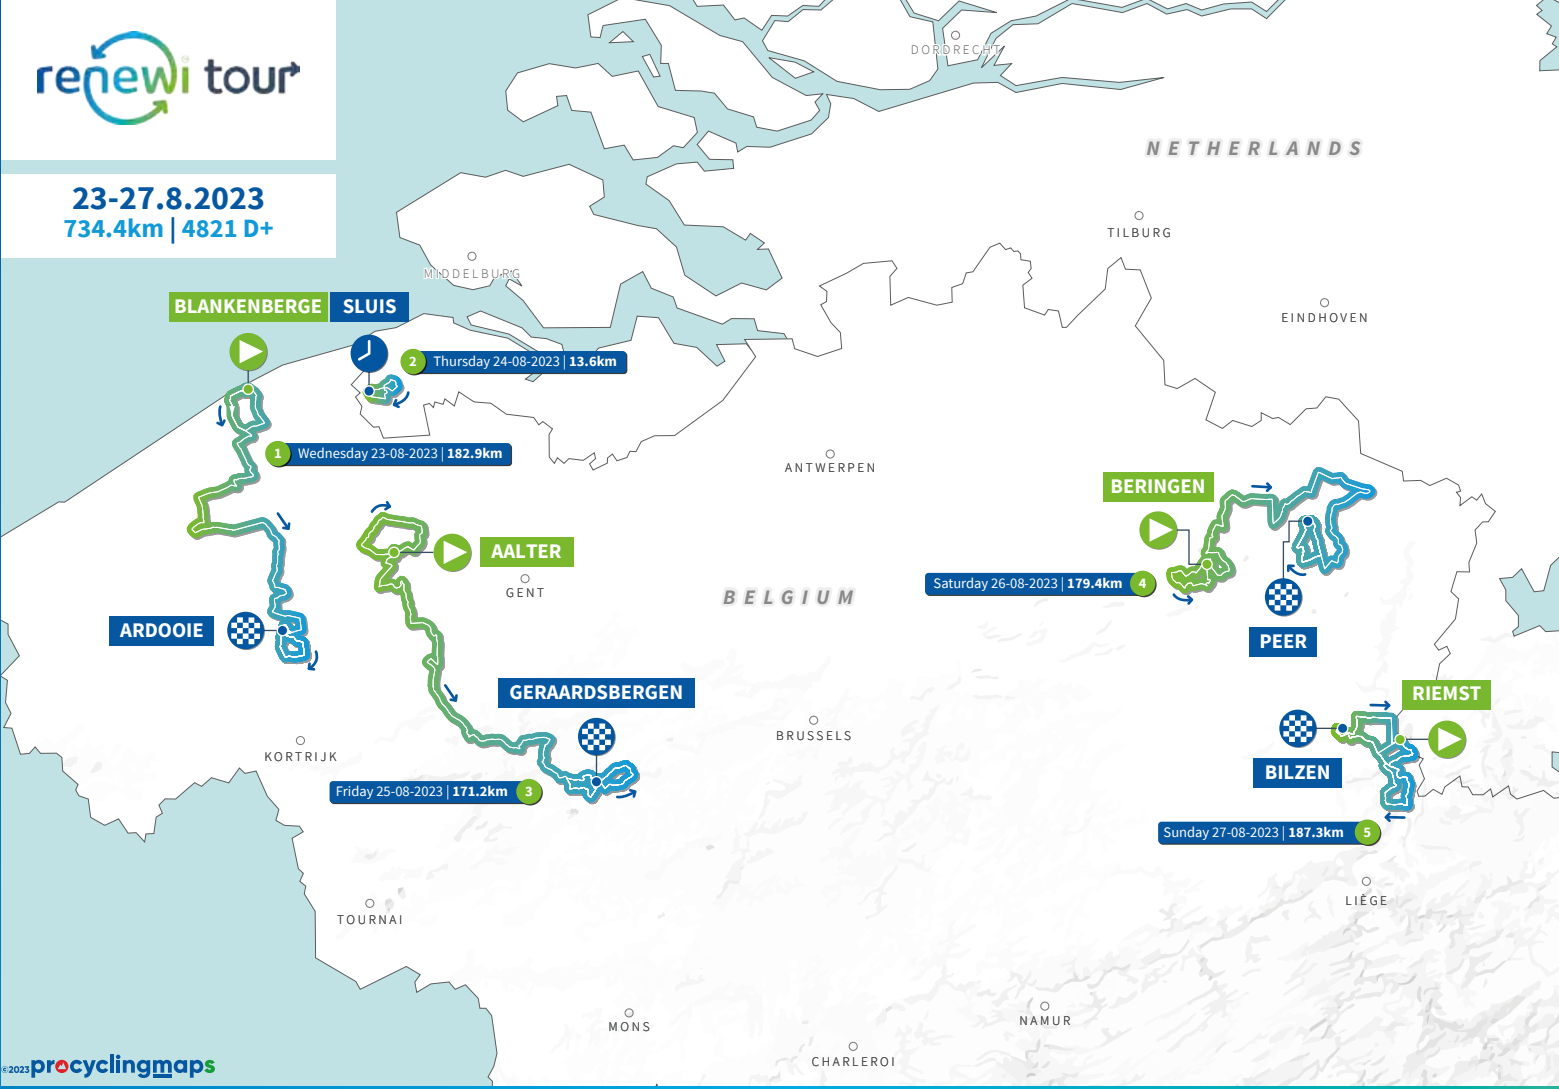 renewi tour
23-27.8.2023
734.4km | 4821 D+
DORDRECHT
NETHERLANDS
TILBURG
MIDDELBURG
EINDHOVEN
BLANKENBERGE
SLUIS
2 Thursday 24-08-2023 | 13.6km
1 Wednesday 23-08-2023 | 182.9km
ANTWERPEN
BERINGEN
AALTER
GENT
BELGIUM
Saturday 26-08-2023 | 179.4km 4
ARDOOIE
PEER
GERAARDSBERGEN
RIEMST
BRUSSELS
KORTRIJK
BILZEN
Friday 25-08-2023 | 171.2km 3
Sunday 27-08-2023 | 187.3km 5
LIÈGE
TOURNAI
MONS
NAMUR
CHARLEROI
©2023 procyclingmaps